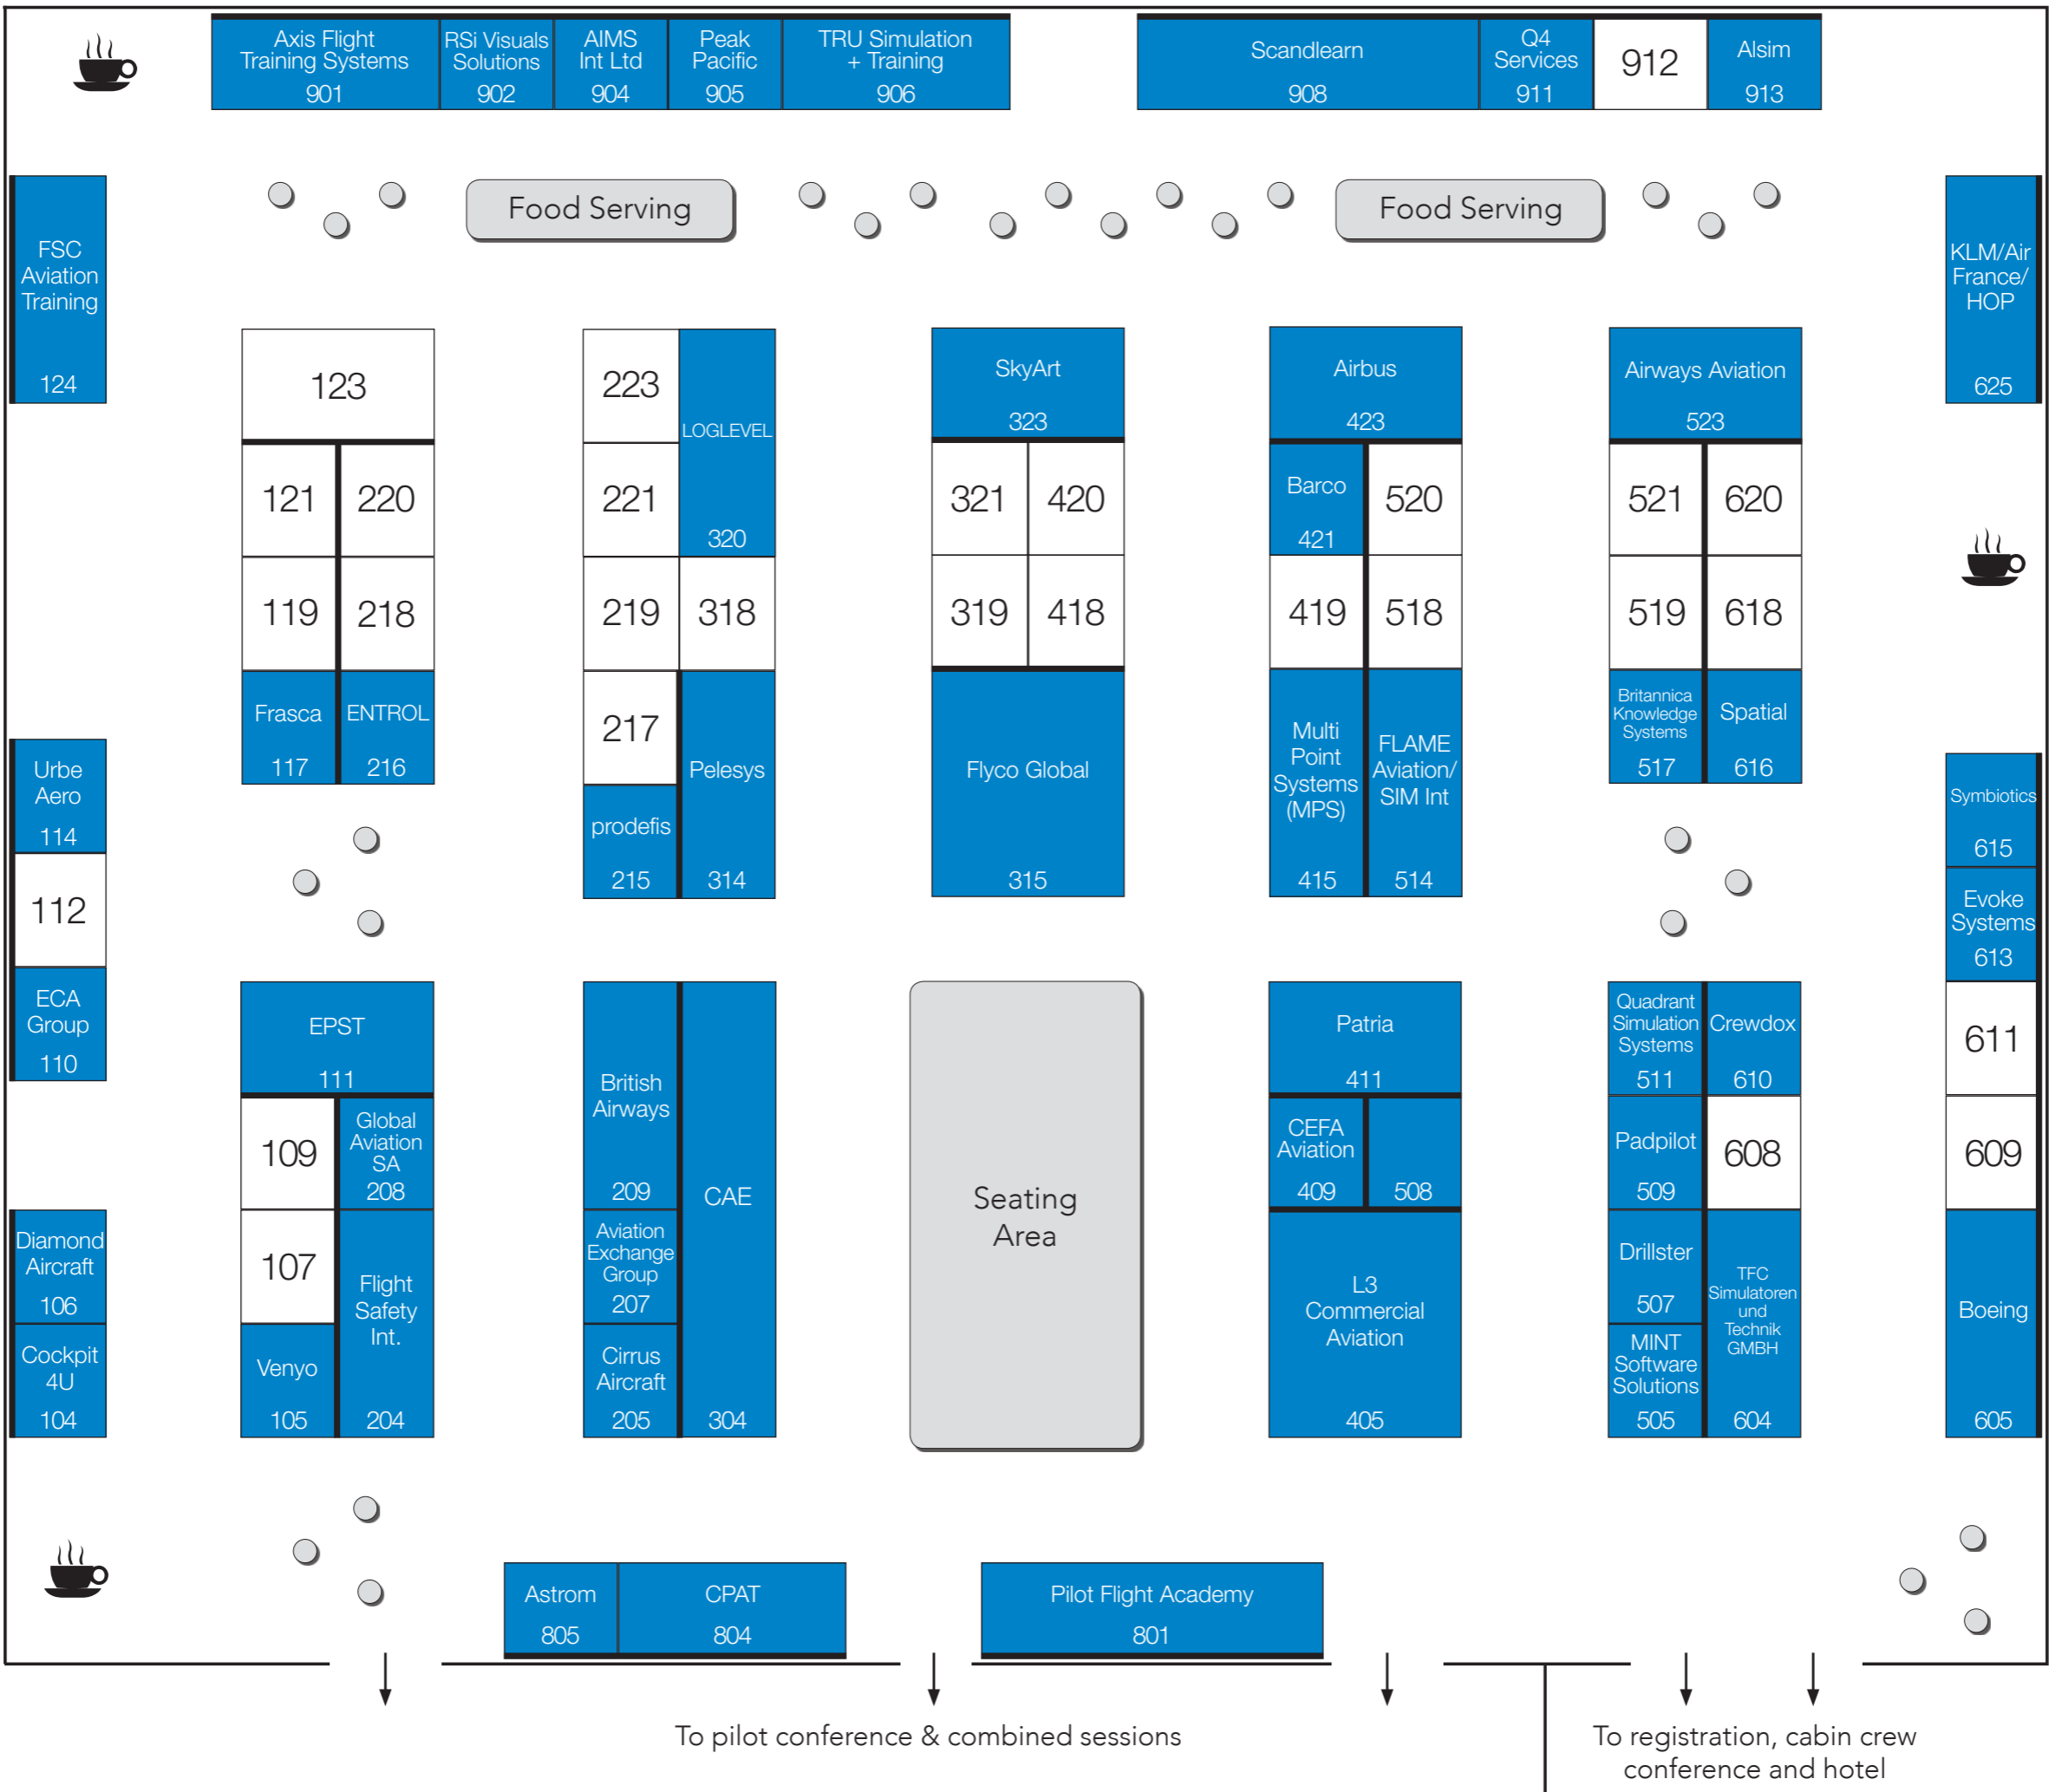 Axis Flight
Training Systems
901
RSi Visuals
Solutions
902
AIMS
Int Ltd
904
Peak
Pacific
905
TRU Simulation
+ Training
906
Scandlearn
908
Q4
Services
911
912
Alsim
913
Food Serving
Food Serving
FSC
Aviation
Training
124
KLM/Air
France/
HOP
625
123
121
220
119
218
Frasca
117
ENTROL
216
223
LOGLEVEL
320
221
219
318
217
Pelesys
314
prodefis
215
SkyArt
323
321
420
319
418
Flyco Global
315
Airbus
423
Barco
421
520
419
518
Multi
Point
Systems
(MPS)
415
FLAME
Aviation/
SIM Int
514
Airways Aviation
523
521
620
519
618
Britannica
Knowledge
Systems
517
Spatial
616
Urbe
Aero
114
112
ECA
Group
110
Symbiotics
615
Evoke
Systems
613
611
609
Boeing
605
Diamond
Aircraft
106
Cockpit
4U
104
EPST
111
109
Global
Aviation
SA
208
107
Flight
Safety
Int.
204
Venyo
105
British
Airways
209
CAE
304
Aviation
Exchange
Group
207
Cirrus
Aircraft
205
Seating
Area
Patria
411
CEFA
Aviation
409
508
L3
Commercial
Aviation
405
Quadrant
Simulation
Systems
511
Crewdox
610
Padpilot
509
608
Drillster
507
TFC
Simulatoren
und
Technik
GMBH
604
MINT
Software
Solutions
505
Astrom
805
CPAT
804
Pilot Flight Academy
801
To pilot conference & combined sessions
To registration, cabin crew
conference and hotel